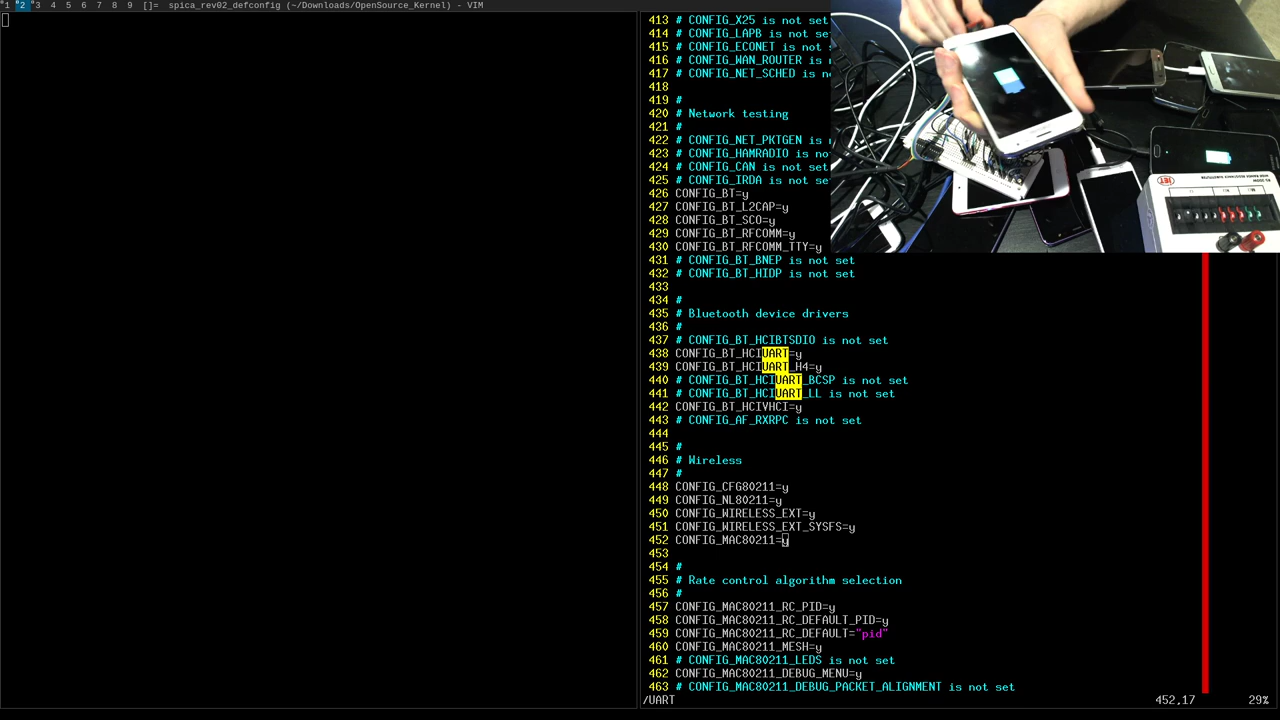 1 2 3 4 5 6 7 8 9 []= spica_rev02_defconfig (~/Downloads/OpenSource_Kernel) - VIM
413 # CONFIG_X25 is not set
414 # CONFIG_LAPB is not set
415 # CONFIG_ECONET is not
416 # CONFIG_WAN_ROUTER is
417 # CONFIG_NET_SCHED is
418
419 #
420 # Network testing
421 #
422 # CONFIG_NET_PKTGEN is
423 # CONFIG_HAMRADIO is
424 # CONFIG_CAN is not set
425 # CONFIG_IRDA is not
426 CONFIG_BT=y
427 CONFIG_BT_L2CAP=y
428 CONFIG_BT_SCO=y
429 CONFIG_BT_RFCOMM=y
430 CONFIG_BT_RFCOMM_TTY=y
431 # CONFIG_BT_BNEP is not set
432 # CONFIG_BT_HIDP is not set
433
434 #
435 # Bluetooth device drivers
436 #
437 # CONFIG_BT_HCIBTSDIO is not set
438 CONFIG_BT_HCIUART=y
439 CONFIG_BT_HCIUART_H4=y
440 # CONFIG_BT_HCIUART_BCSP is not set
441 # CONFIG_BT_HCIUART_LL is not set
442 CONFIG_BT_HCIVHCI=y
443 # CONFIG_AF_RXRPC is not set
444
445 #
446 # Wireless
447 #
448 CONFIG_CFG80211=y
449 CONFIG_NL80211=y
450 CONFIG_WIRELESS_EXT=y
451 CONFIG_WIRELESS_EXT_SYSFS=y
452 CONFIG_MAC80211=y
453
454 #
455 # Rate control algorithm selection
456 #
457 CONFIG_MAC80211_RC_PID=y
458 CONFIG_MAC80211_RC_DEFAULT_PID=y
459 CONFIG_MAC80211_RC_DEFAULT="pid"
460 CONFIG_MAC80211_MESH=y
461 # CONFIG_MAC80211_LEDS is not set
462 CONFIG_MAC80211_DEBUG_MENU=y
463 # CONFIG_MAC80211_DEBUG_PACKET_ALIGNMENT is not set
/UART 452,17 29%
IET